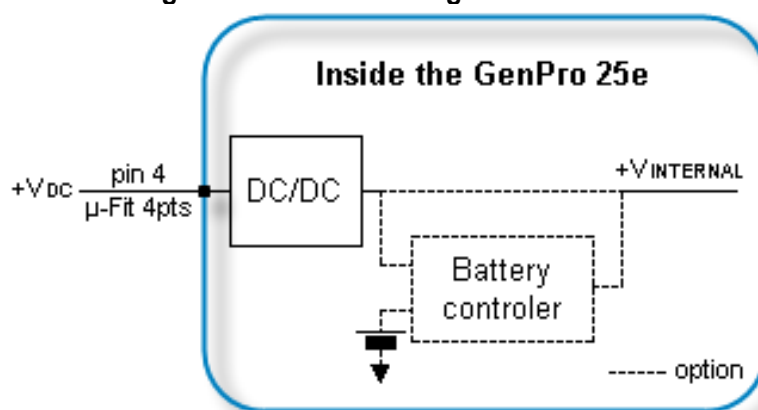 Inside the GenPro 25e
+VDC
pin 4
µ-Fit 4pts
DC/DC
+VINTERNAL
Battery
controler
------ option